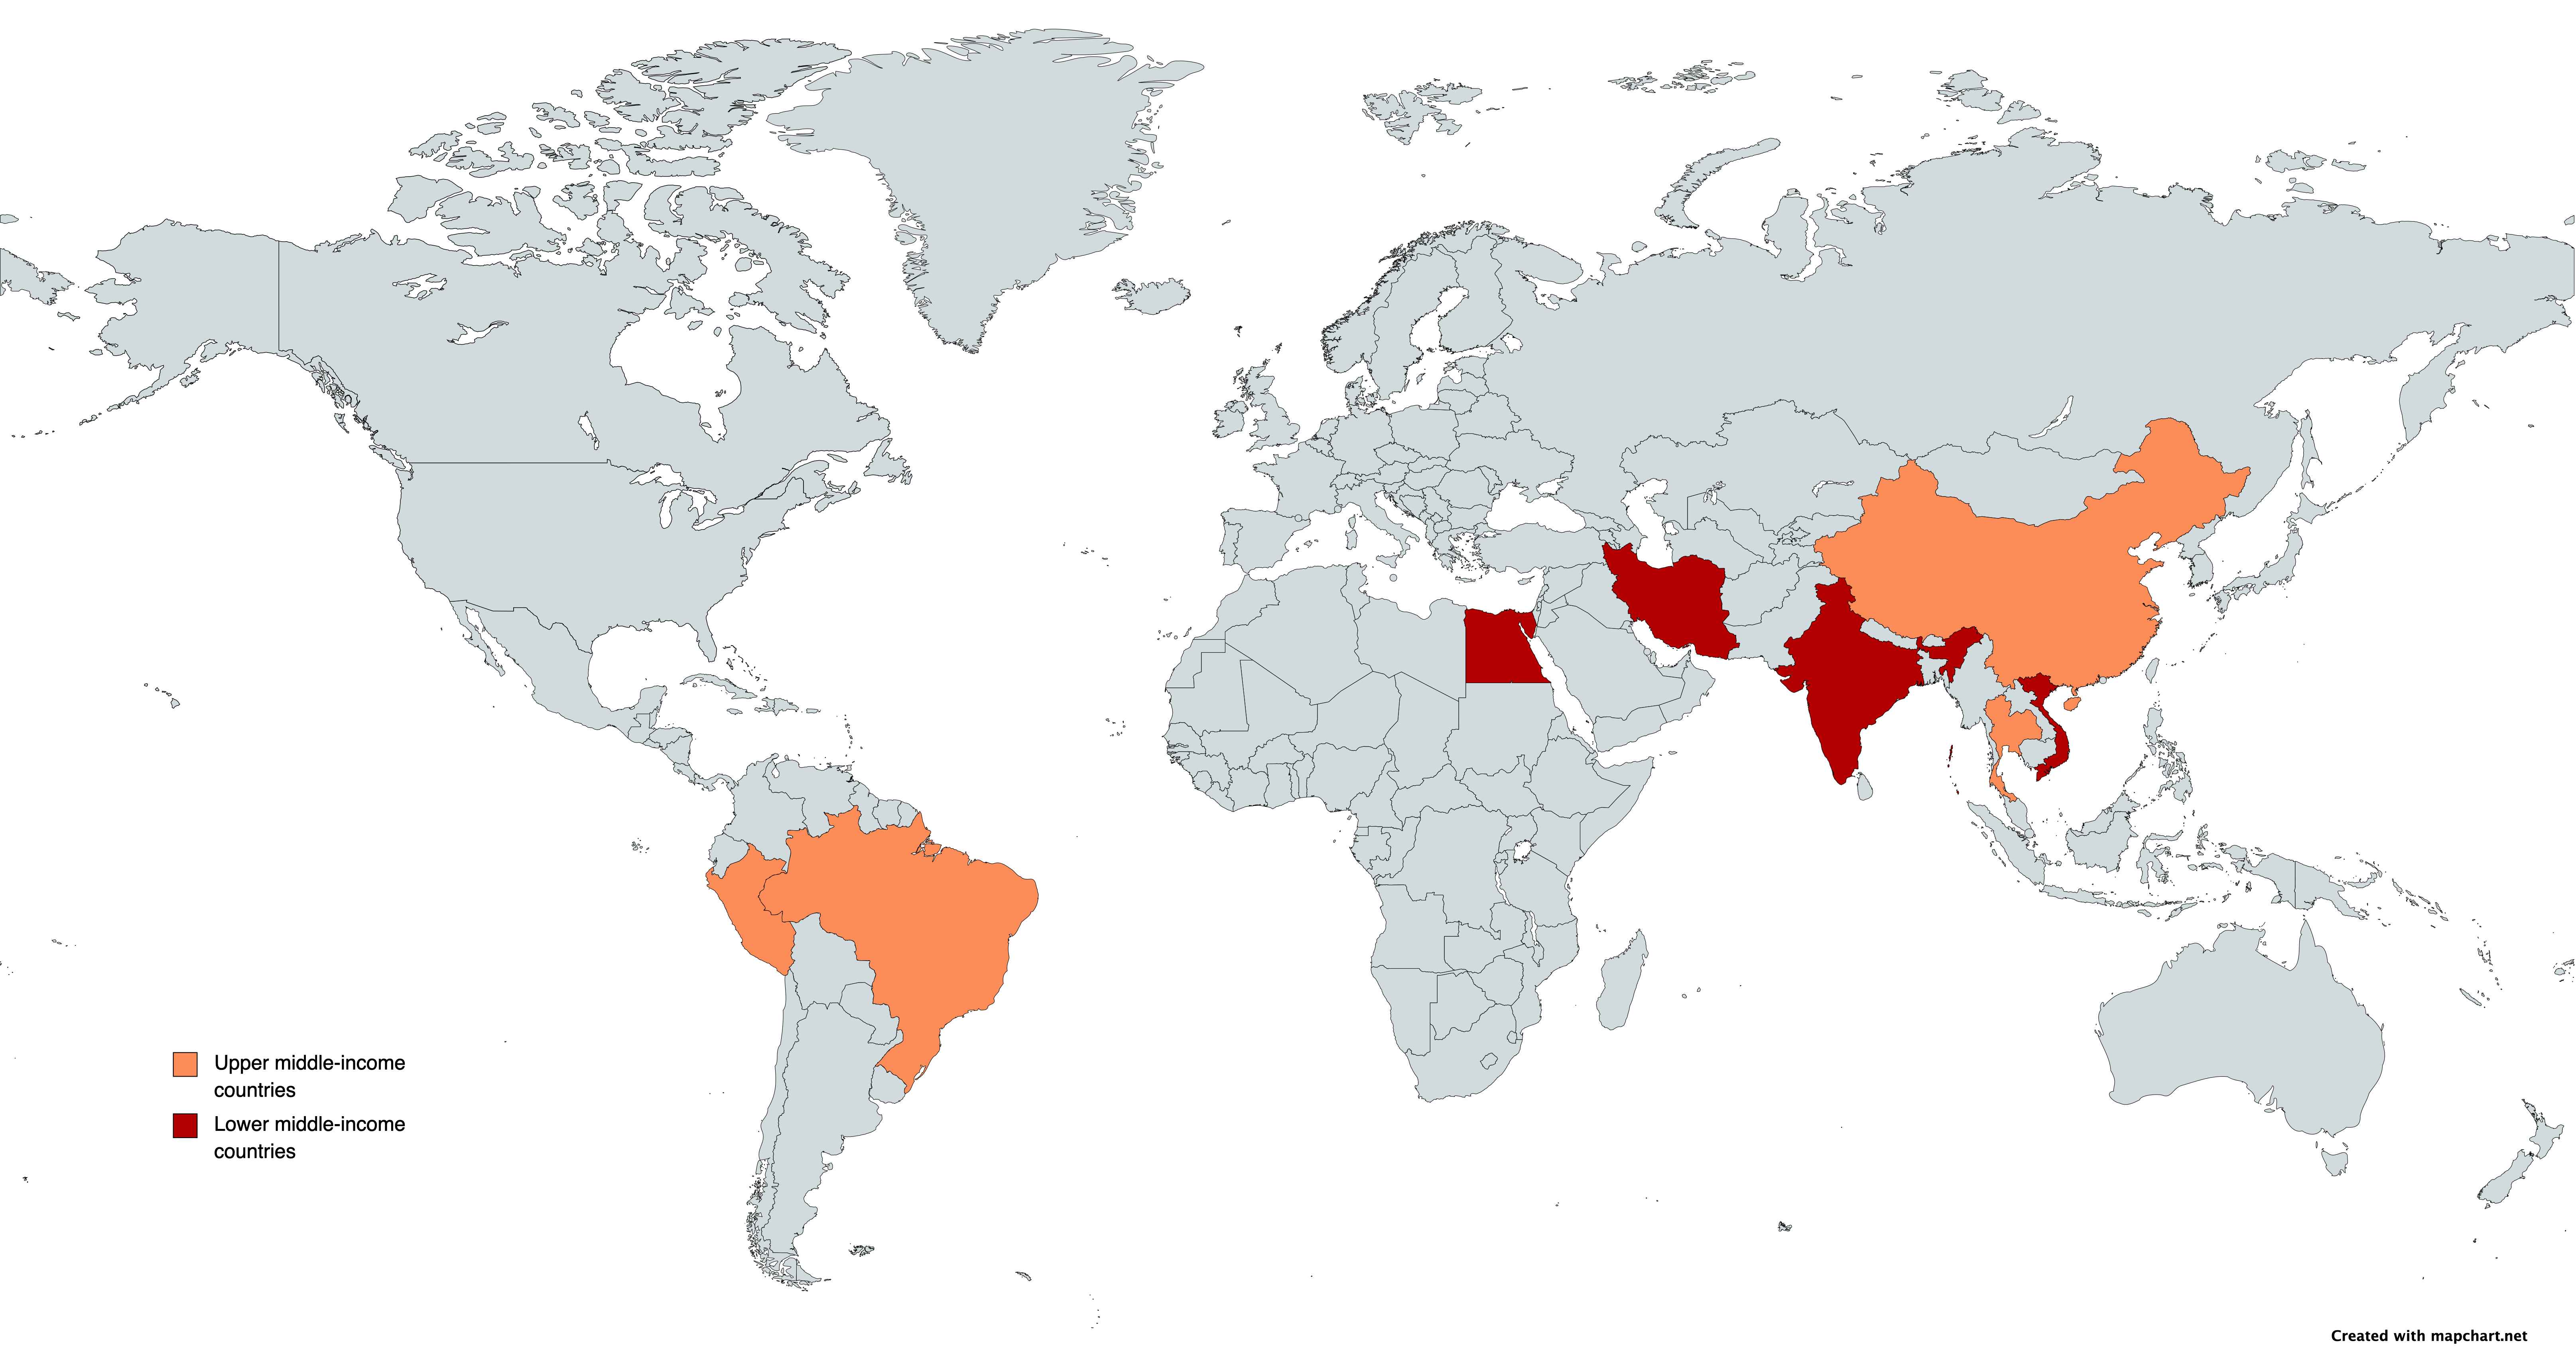 Upper middle-income
countries
Lower middle-income
countries
Created with mapchart.net